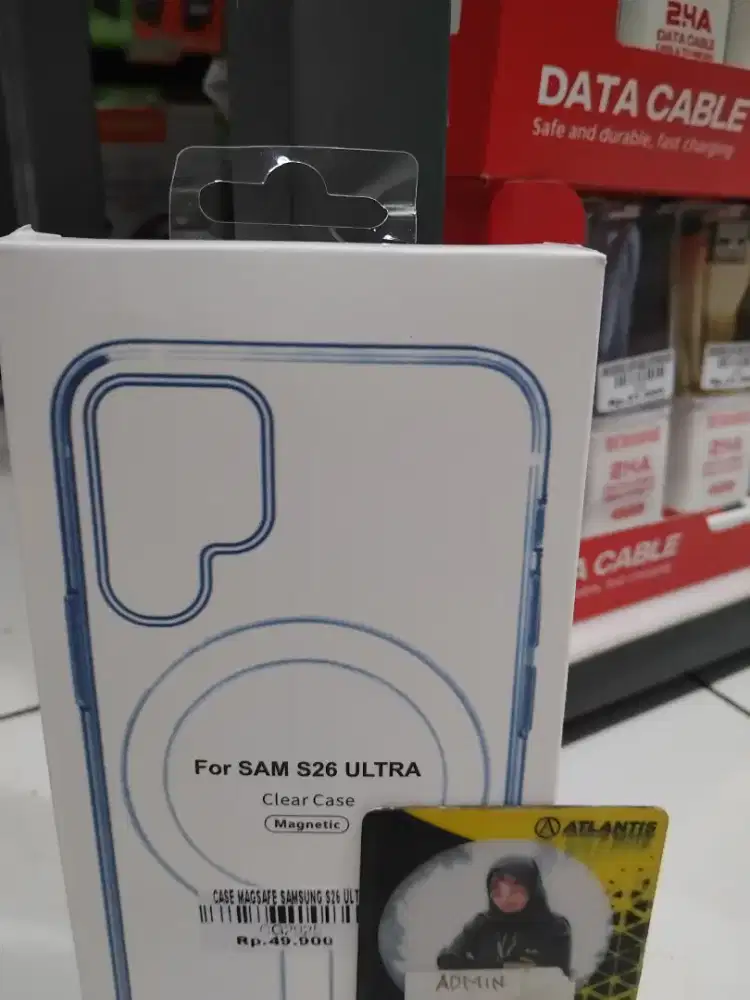 2.4A
DATA CABLE
DATA CABLE
Safe and durable, fast charging
2.4A
2.4A
A CABLE
For SAM S26 ULTRA
Clear Case
Magnetic
CASE MAGSAFE SAMSUNG S26 ULT
Rp.49.900
ATLANTIS
ADMIN